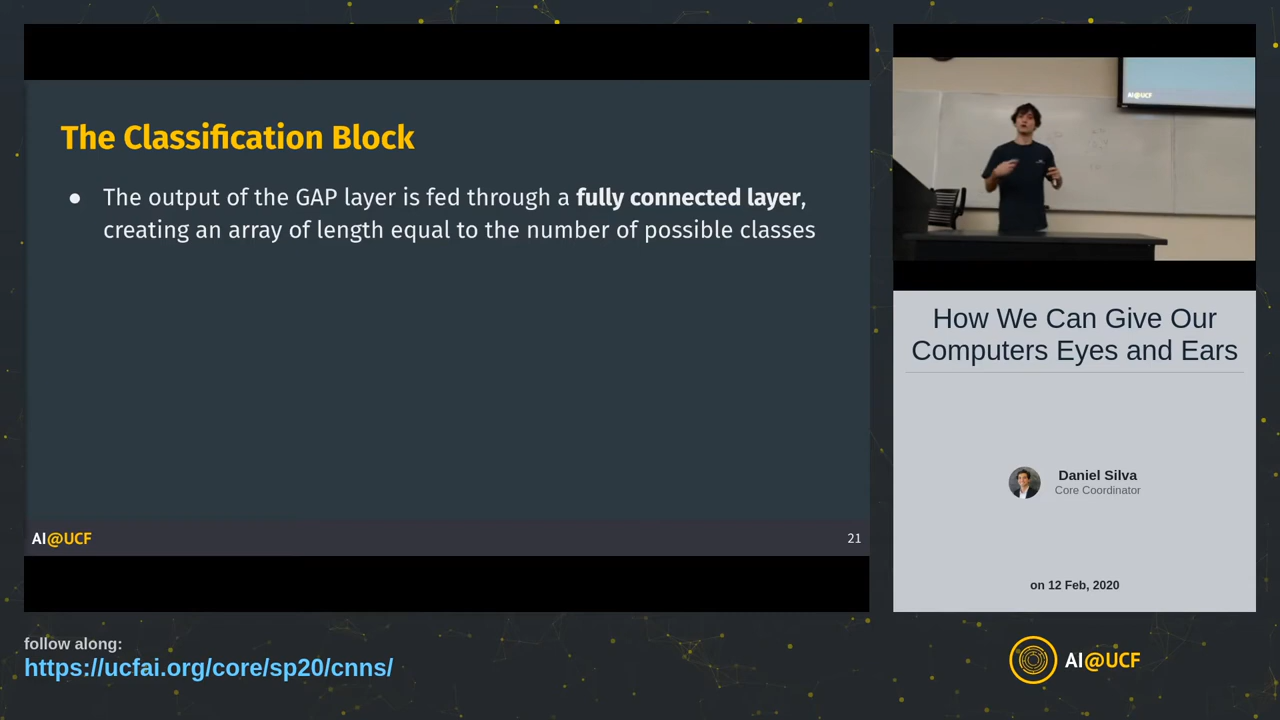 The Classification Block
● The output of the GAP layer is fed through a fully connected layer,
creating an array of length equal to the number of possible classes
AI@UCF
21
AI@UCF
How We Can Give Our
Computers Eyes and Ears
Daniel Silva
Core Coordinator
on 12 Feb, 2020
follow along:
https://ucfai.org/core/sp20/cnns/
AI@UCF